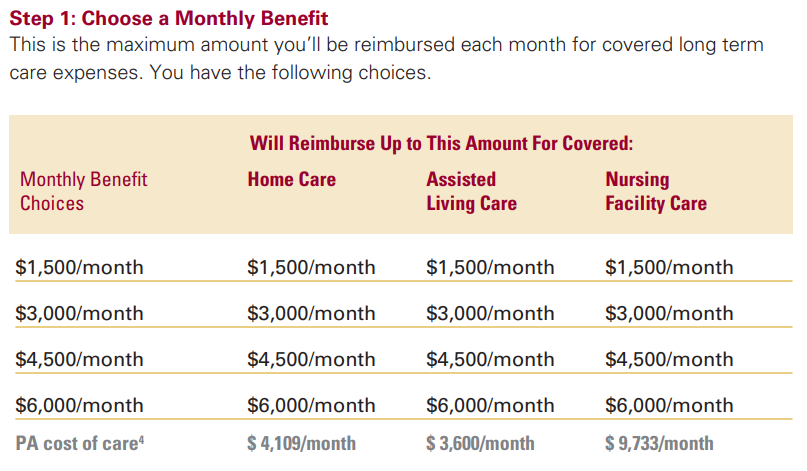 Step 1: Choose a Monthly Benefit
This is the maximum amount you'll be reimbursed each month for covered long term
care expenses. You have the following choices.
Will Reimburse Up to This Amount For Covered:
Monthly Benefit Choices Home Care Assisted Living Care Nursing Facility Care
$1,500/month $1,500/month $1,500/month $1,500/month
$3,000/month $3,000/month $3,000/month $3,000/month
$4,500/month $4,500/month $4,500/month $4,500/month
$6,000/month $6,000/month $6,000/month $6,000/month
PA cost of care⁴ $ 4,109/month $ 3,600/month $ 9,733/month